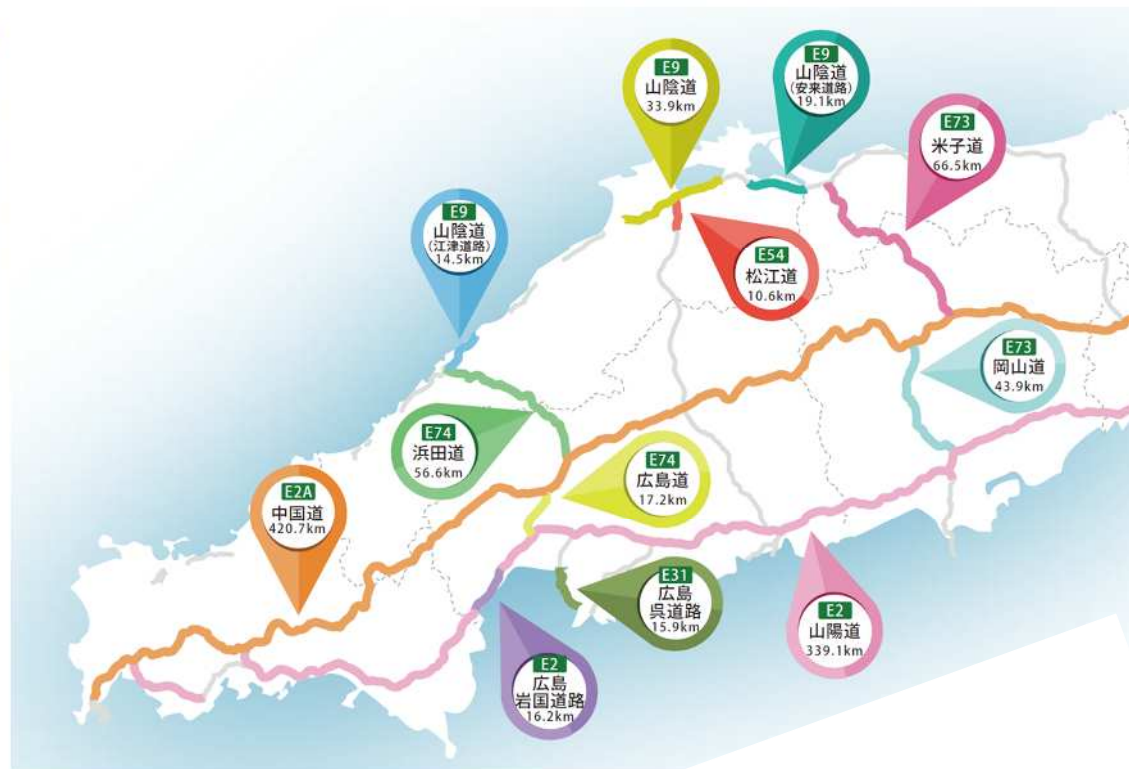 E9
山陰道
33.9km
E9
山陰道
(安来道路)
19.1km
E73
米子道
66.5km
E9
山陰道
(江津道路)
14.5km
E54
松江道
10.6km
E73
岡山道
43.9km
E74
浜田道
56.6km
E74
広島道
17.2km
E2A
中国道
420.7km
E31
広島
呉道路
15.9km
E2
山陽道
339.1km
E2
広島
岩国道路
16.2km